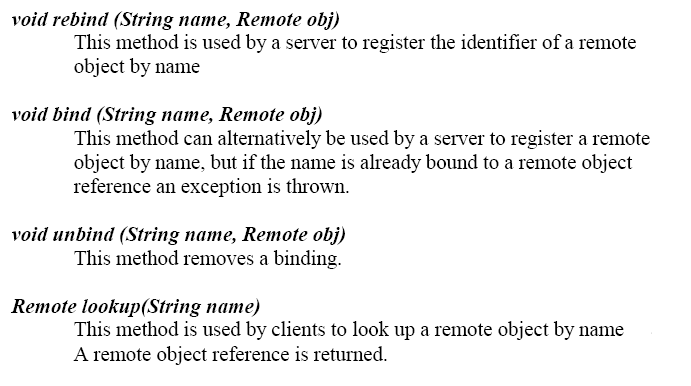 void rebind (String name, Remote obj)
This method is used by a server to register the identifier of a remote
object by name
void bind (String name, Remote obj)
This method can alternatively be used by a server to register a remote
object by name, but if the name is already bound to a remote object
reference an exception is thrown.
void unbind (String name, Remote obj)
This method removes a binding.
Remote lookup(String name)
This method is used by clients to look up a remote object by name
A remote object reference is returned.